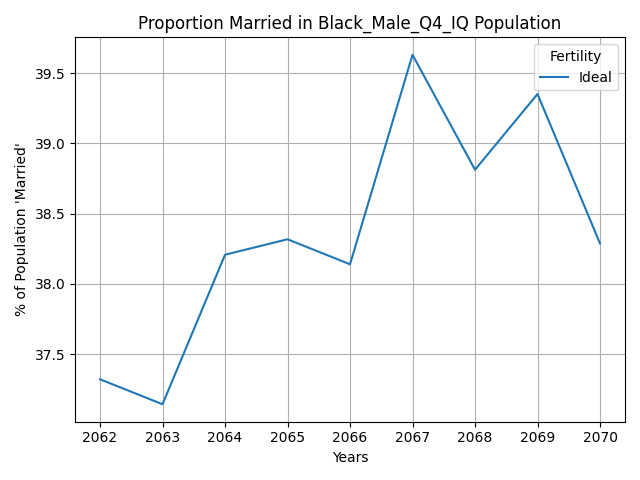 Proportion Married in Black_Male_Q4_IQ Population
Fertility
Ideal
39.5
39.0
38.5
38.0
37.5
% of Population 'Married'
2062 2063 2064 2065 2066 2067 2068 2069 2070
Years